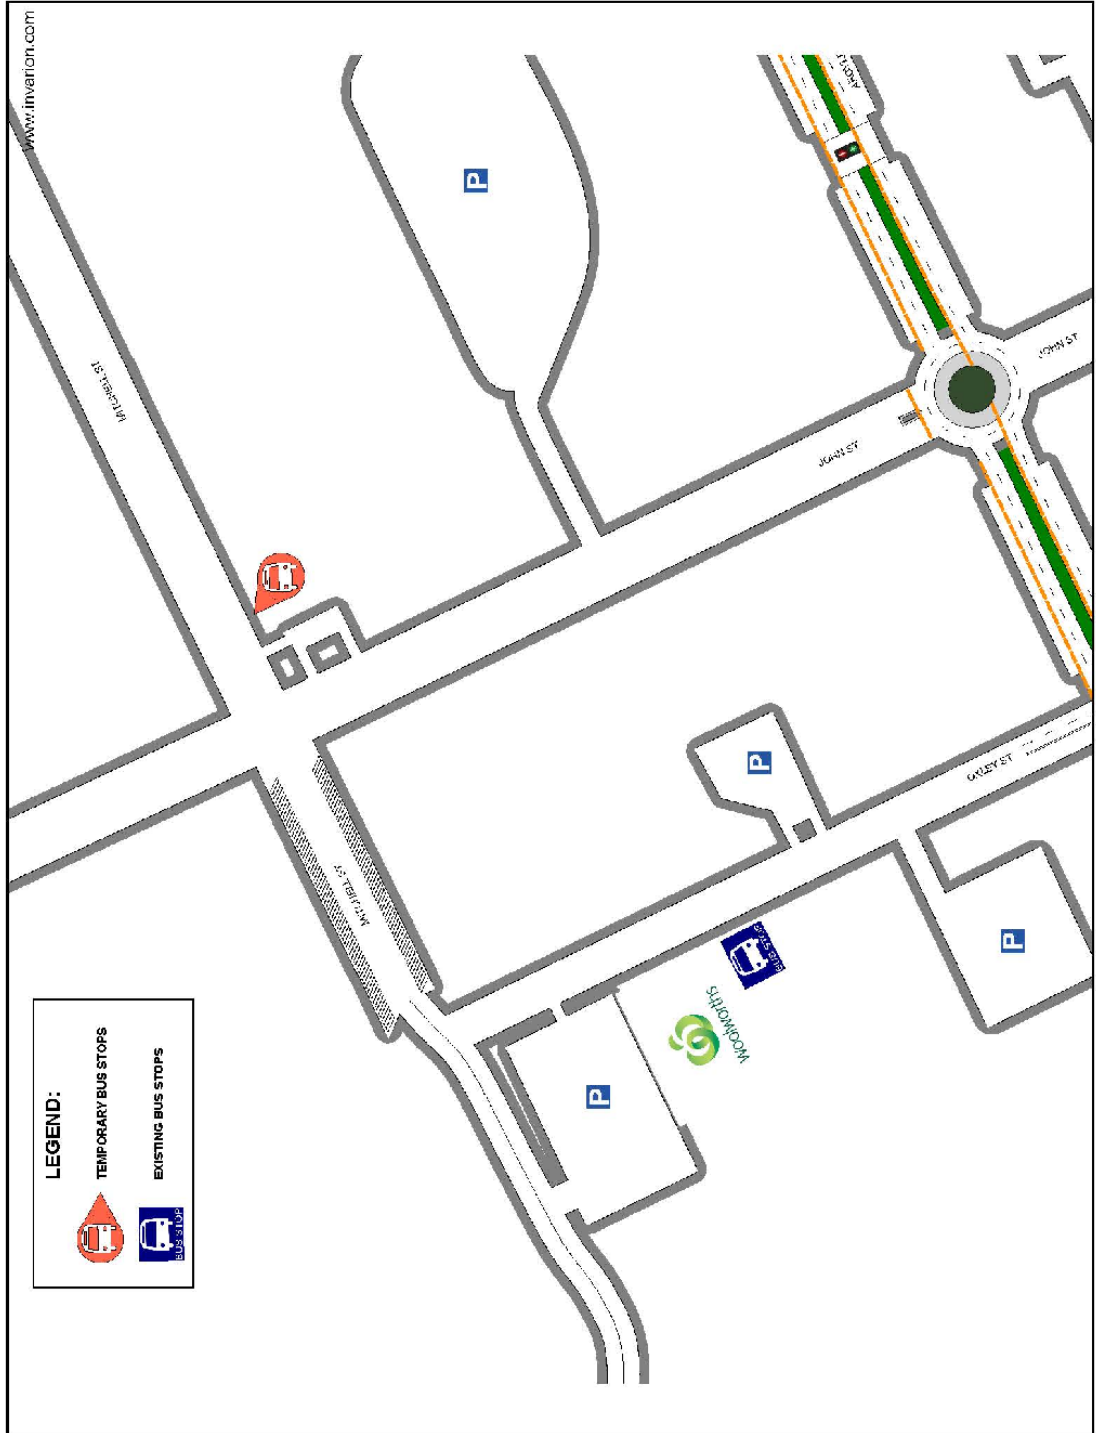 www.invarion.com
MITCHELL ST
P
ARGYLE
JOHN ST
JOHN ST
P
OXLEY ST
MITCHELL ST
P
BUS STOP
woolworths
P
LEGEND:
TEMPORARY BUS STOPS
EXISTING BUS STOPS
BUS STOP